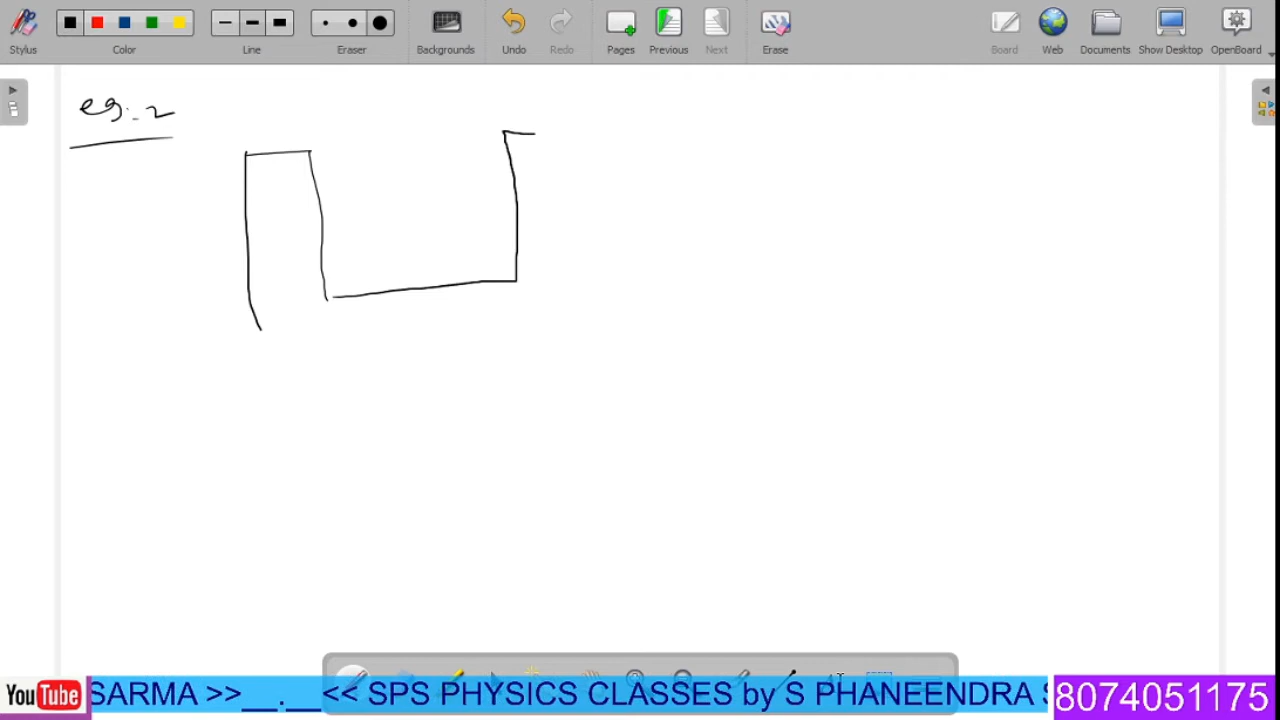 Stylus
Color
Line
Eraser
Backgrounds
Undo
Redo
Pages
Previous
Next
Erase
Board
Web
Documents
Show Desktop
OpenBoard
eg.-2
YouTube
SARMA >>__.__<< SPS PHYSICS CLASSES by S PHANEENDRA S
8074051175